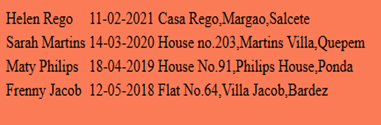 Helen Rego 11-02-2021 Casa Rego,Margao,Salcete
Sarah Martins 14-03-2020 House no.203,Martins Villa,Quepem
Maty Philips 18-04-2019 House No.91,Philips House,Ponda
Frenny Jacob 12-05-2018 Flat No.64,Villa Jacob,Bardez